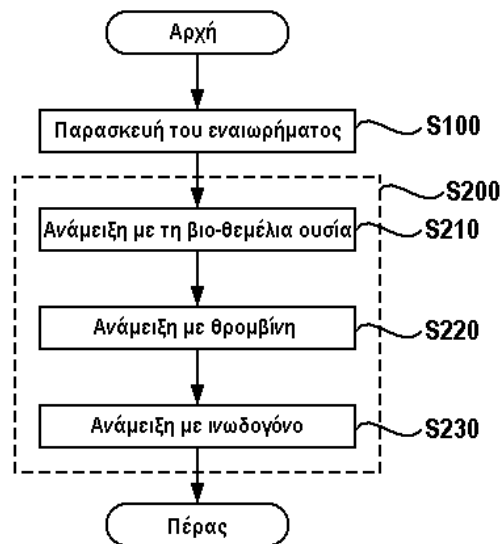 Αρχή
Παρασκευή του εναιωρήματος
S100
S200
Ανάμειξη με τη βιο-θεμέλια ουσία
S210
Ανάμειξη με θρομβίνη
S220
Ανάμειξη με ινωδογόνο
S230
Πέρας